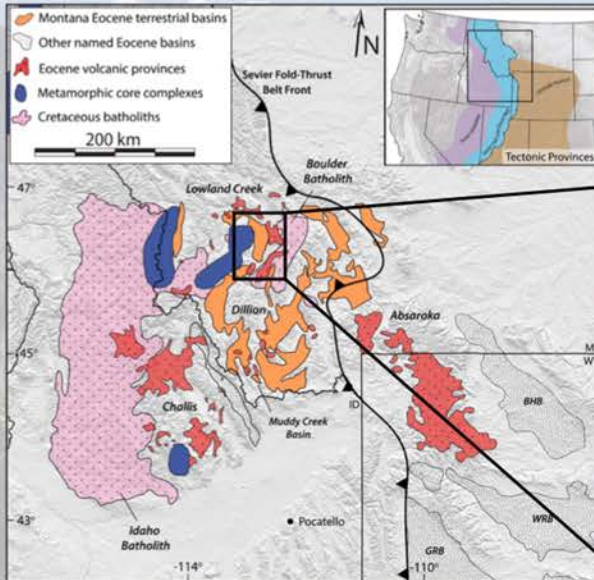 Montana Eocene terrestrial basins
Other named Eocene basins
Eocene volcanic provinces
Metamorphic core complexes
Cretaceous batholiths
200 km
N
Sevier Fold-Thrust
Belt Front
Tectonic Provinces
Boulder
Batholith
Lowland Creek
47
Dillion
Absaroka
45
M
W
ID
Challis
Muddy Creek
Basin
BHB
43
Pocatello
Idaho
Batholith
WRB
GRB
-114
-110